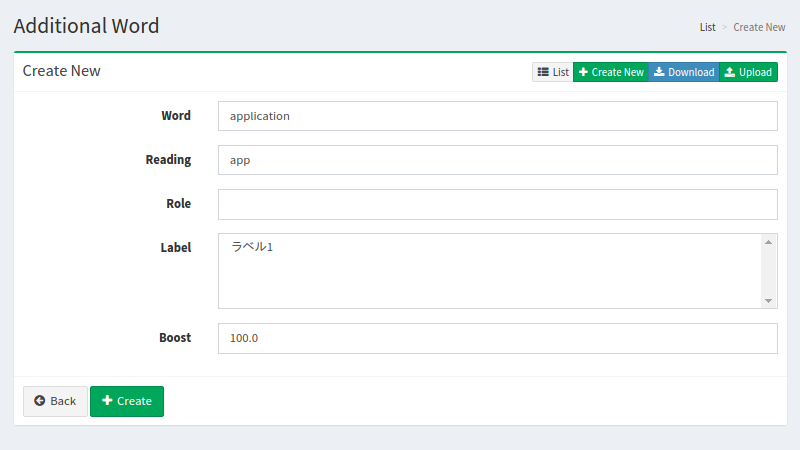 Additional Word
List > Create New
Create New
List Create New Download Upload
Word application
Reading app
Role
Label ラベル1
Boost 100.0
Back Create